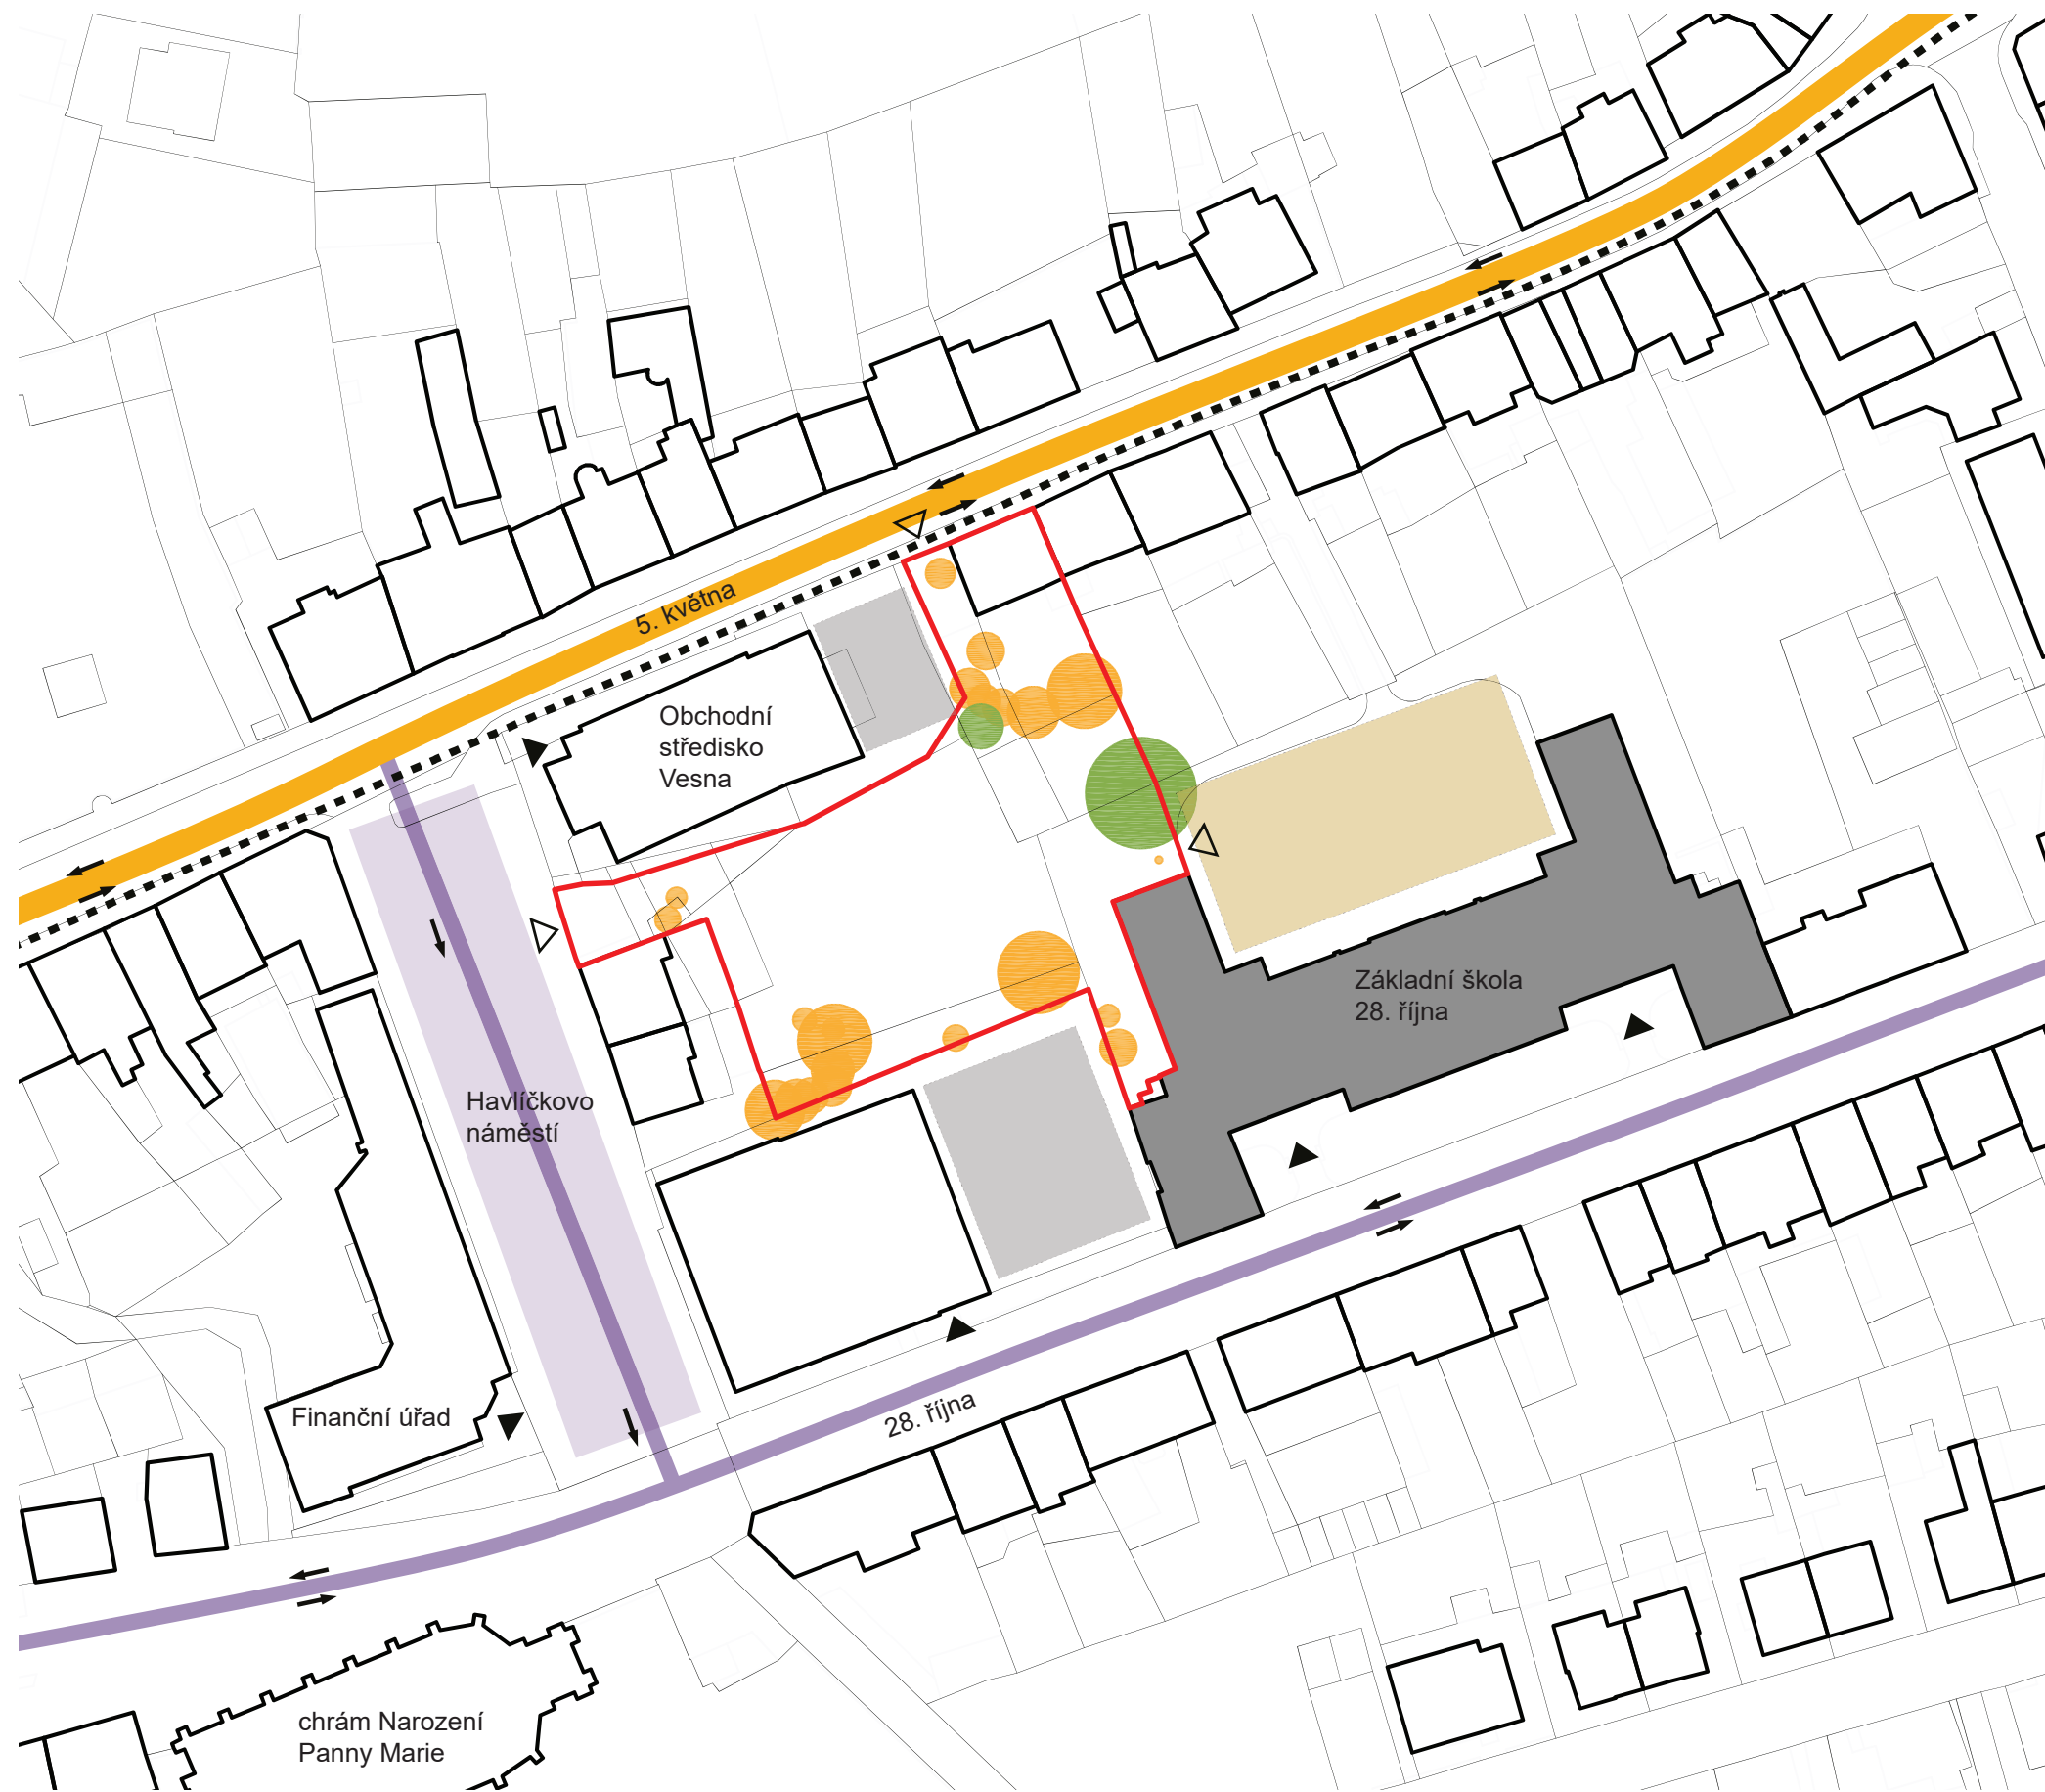 5. května
Obchodní
středisko
Vesna
Základní škola
28. října
Havlíčkovo
náměstí
28. října
Finanční úřad
chrám Narození
Panny Marie